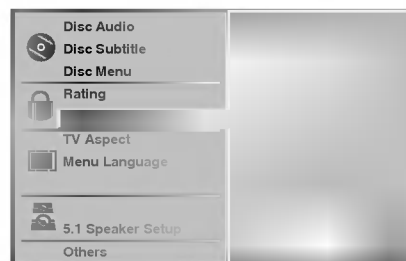 Disc Audio
Disc Subtitle
Disc Menu
Rating
TV Aspect
Menu Language
5.1 Speaker Setup
Others